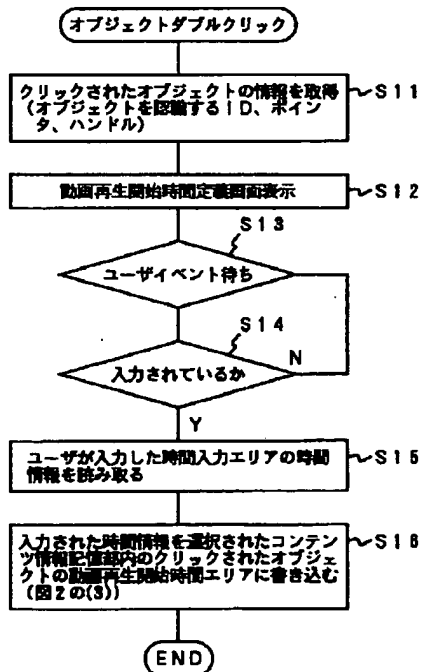 オブジェクトダブルクリック
クリックされたオブジェクトの情報を取得
(オブジェクトを認識するID、ポイン
タ、ハンドル)
S11
動画再生開始時間定義画面表示
S12
S13
ユーザイベント待ち
S14
入力されているか
N
Y
ユーザが入力した時間入力エリアの時間
情報を読み取る
S15
入力された時間情報を選択されたコンテン
ツ情報記憶部内のクリックされたオブジェ
クトの動画再生開始時間エリアに書き込む
(図2の(3))
S16
END